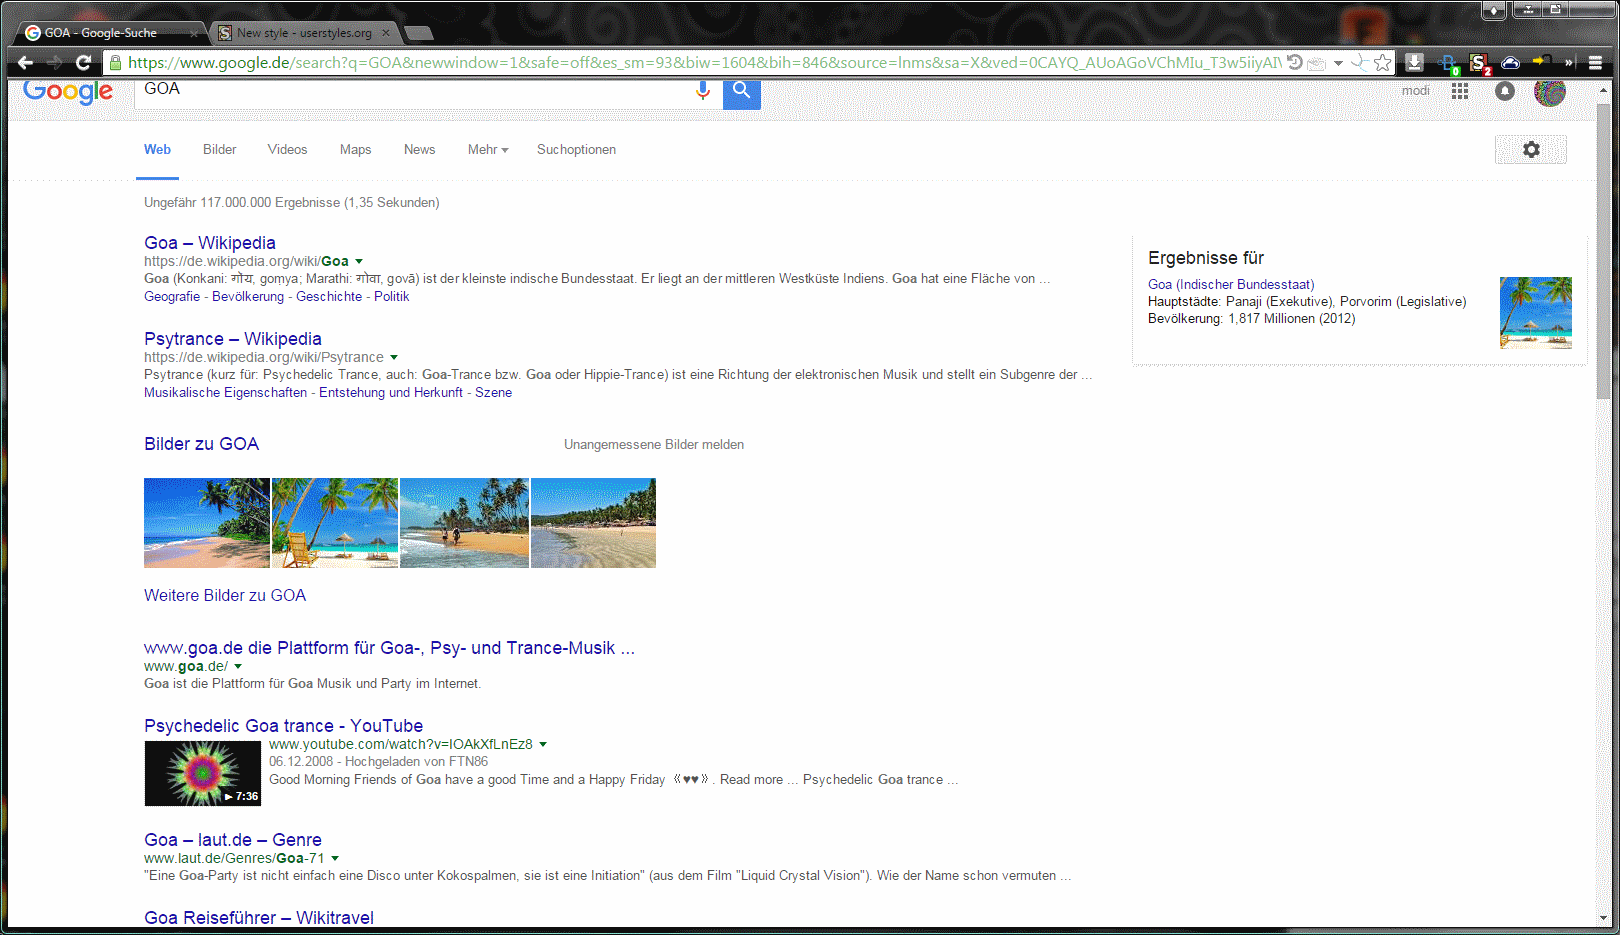 GOA - Google-Suche
New style - userstyles.org
https://www.google.de/search?q=GOA&newwindow=1&safe=off&es_sm=93&biw=1604&bih=846&source=lnms&sa=X&ved=0CAYQ_AUoAGoVChMIu_T3w5iiyAIV
0
2
Google
GOA
modi
Web Bilder Videos Maps News Mehr Suchoptionen
Ungefähr 117.000.000 Ergebnisse (1,35 Sekunden)
Goa – Wikipedia
https://de.wikipedia.org/wiki/Goa
Goa (Konkani: गोंय, goṃya; Marathi: गोवा, govā) ist der kleinste indische Bundesstaat. Er liegt an der mittleren Westküste Indiens. Goa hat eine Fläche von ...
Geografie - Bevölkerung - Geschichte - Politik
Psytrance – Wikipedia
https://de.wikipedia.org/wiki/Psytrance
Psytrance (kurz für: Psychedelic Trance, auch: Goa-Trance bzw. Goa oder Hippie-Trance) ist eine Richtung der elektronischen Musik und stellt ein Subgenre der ...
Musikalische Eigenschaften - Entstehung und Herkunft - Szene
Bilder zu GOA
Unangemessene Bilder melden
Weitere Bilder zu GOA
www.goa.de die Plattform für Goa-, Psy- und Trance-Musik ...
www.goa.de/
Goa ist die Plattform für Goa Musik und Party im Internet.
Psychedelic Goa trance - YouTube
www.youtube.com/watch?v=IOAkXfLnEz8
06.12.2008 - Hochgeladen von FTN86
Good Morning Friends of Goa have a good Time and a Happy Friday 《♥♥》. Read more ... Psychedelic Goa trance ...
7:36
Goa – laut.de – Genre
www.laut.de/Genres/Goa-71
"Eine Goa-Party ist nicht einfach eine Disco unter Kokospalmen, sie ist eine Initiation" (aus dem Film "Liquid Crystal Vision"). Wie der Name schon vermuten ...
Goa Reiseführer – Wikitravel
Ergebnisse für
Goa (Indischer Bundesstaat)
Hauptstädte: Panaji (Exekutive), Porvorim (Legislative)
Bevölkerung: 1,817 Millionen (2012)